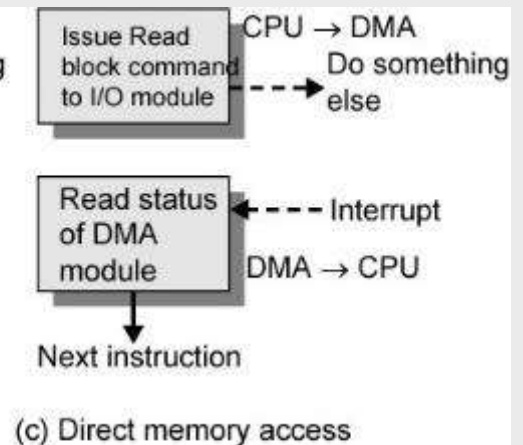 Issue Read
block command
to I/O module
CPU → DMA
Do something
else
Read status
of DMA
module
Interrupt
DMA → CPU
Next instruction
(c) Direct memory access